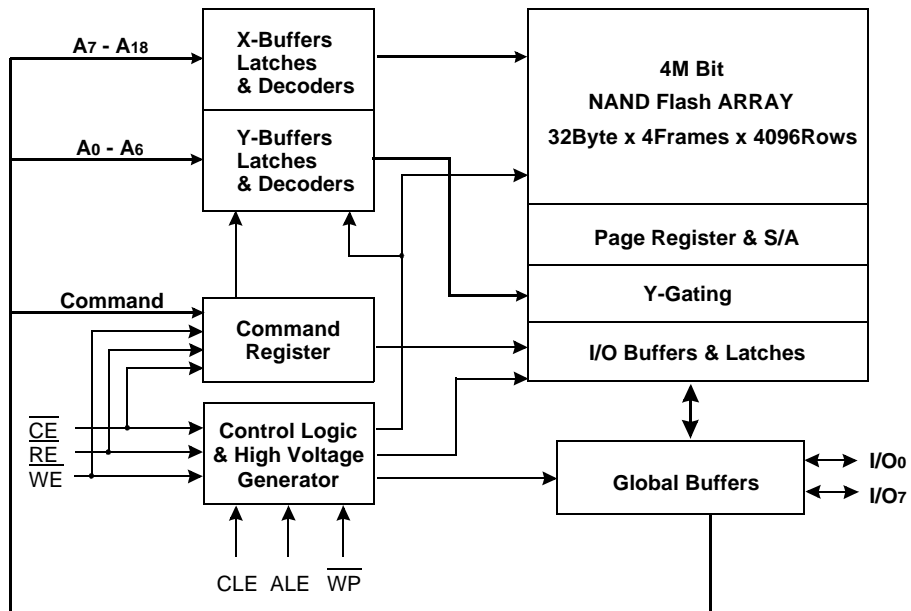 A7 - A18
X-Buffers
Latches
& Decoders
4M Bit
NAND Flash ARRAY
32Byte x 4Frames x 4096Rows
A0 - A6
Y-Buffers
Latches
& Decoders
Page Register & S/A
Y-Gating
Command
Command
Register
I/O Buffers & Latches
CE
RE
WE
Control Logic
& High Voltage
Generator
Global Buffers
I/O0
I/O7
CLE
ALE
WP